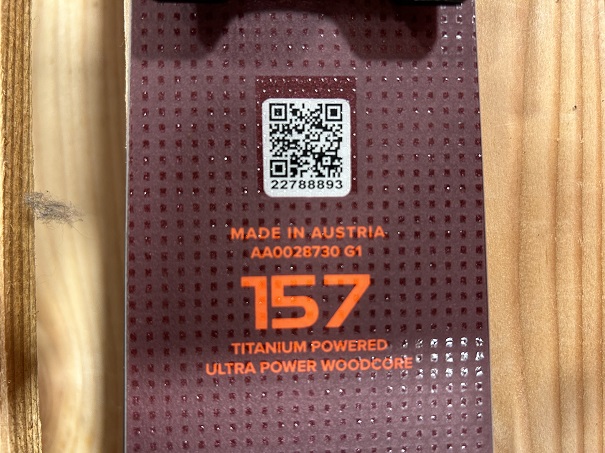 22788893
MADE IN AUSTRIA
AA0028730 G1
157
TITANIUM POWERED
ULTRA POWER WOODCORE